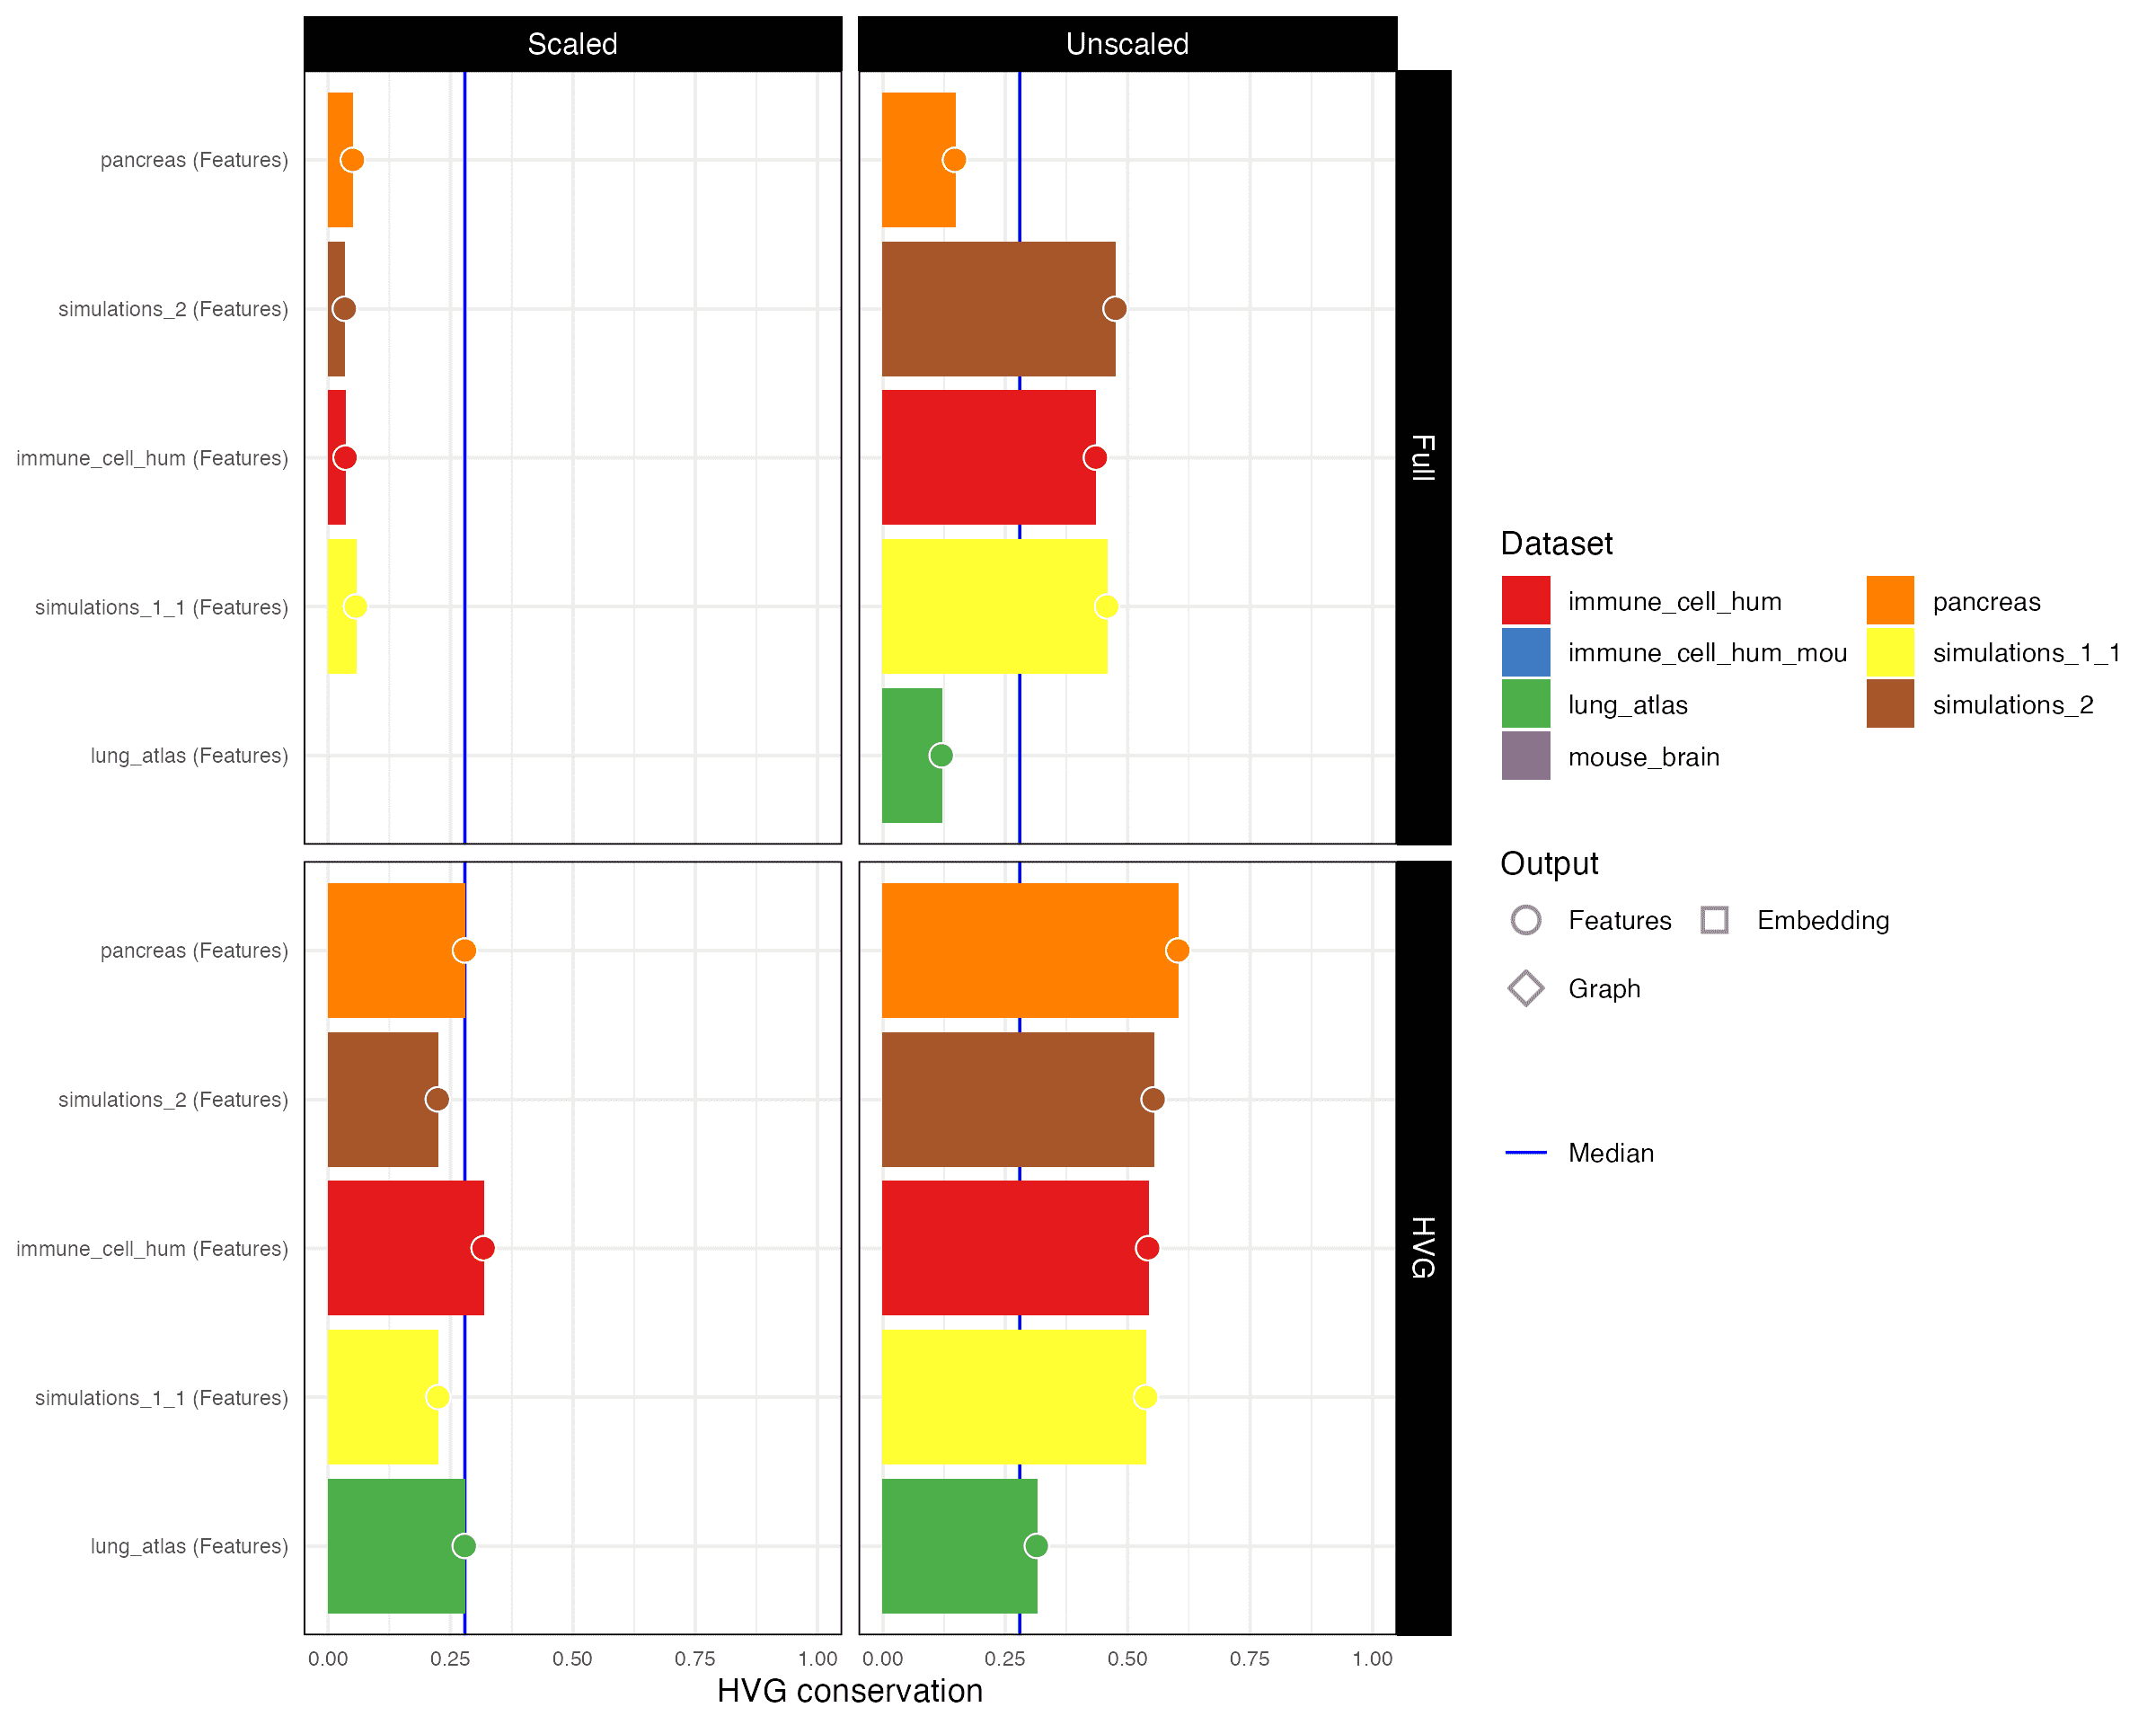 Scaled
Unscaled
pancreas (Features)
simulations_2 (Features)
immune_cell_hum (Features)
simulations_1_1 (Features)
lung_atlas (Features)
Full
pancreas (Features)
simulations_2 (Features)
immune_cell_hum (Features)
simulations_1_1 (Features)
lung_atlas (Features)
HVG
0.00 0.25 0.50 0.75 1.00 0.00 0.25 0.50 0.75 1.00
HVG conservation
Dataset
immune_cell_hum pancreas
immune_cell_hum_mou simulations_1_1
lung_atlas simulations_2
mouse_brain
Output
Features Embedding
Graph
Median